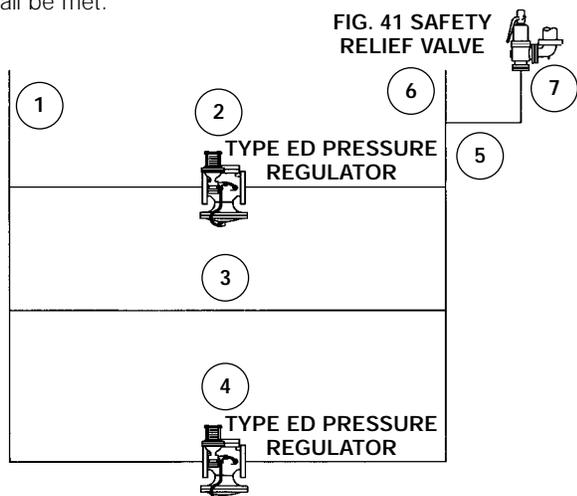 all be met.
FIG. 41 SAFETY
RELIEF VALVE
1
2
6
7
TYPE ED PRESSURE
REGULATOR
5
3
4
TYPE ED PRESSURE
REGULATOR